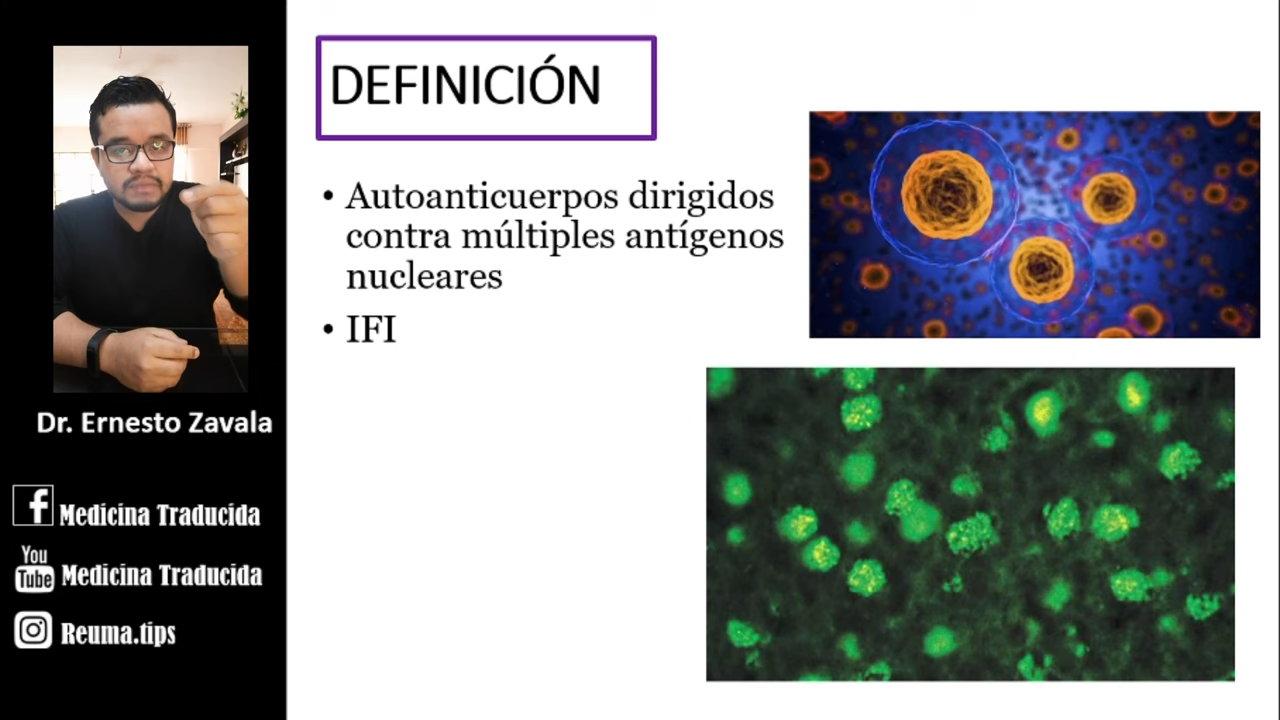 DEFINICIÓN
• Autoanticuerpos dirigidos
contra múltiples antígenos
nucleares
• IFI
Dr. Ernesto Zavala
f Medicina Traducida
You Tube Medicina Traducida
Reuma.tips